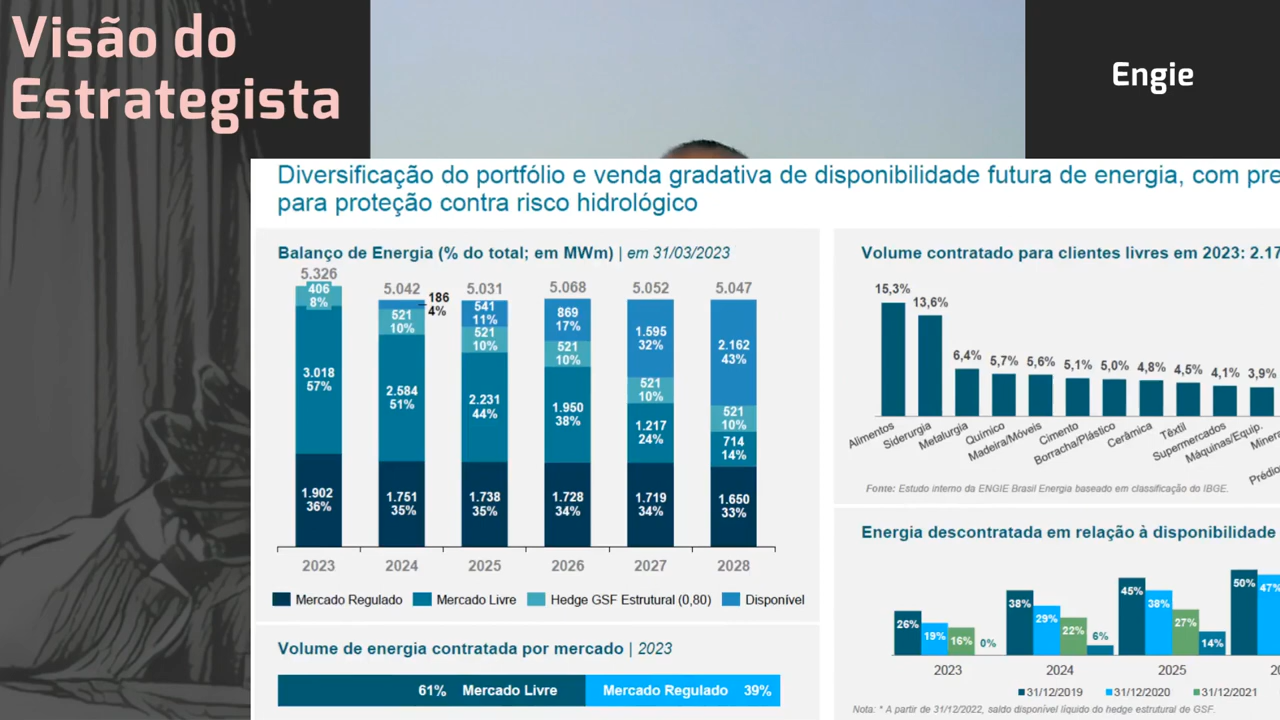 Visão do
Estrategista
Engie
Diversificação do portfólio e venda gradativa de disponibilidade futura de energia, com
para proteção contra risco hidrológico
Balanço de Energia (% do total; em MWm) | em 31/03/2023
5.326
406
8%
3.018
57%
1.902
36%
5.042
186
4%
521
10%
2.584
51%
1.751
35%
5.031
541
11%
521
10%
2.231
44%
1.738
35%
5.068
869
17%
521
10%
1.950
38%
1.728
34%
5.052
1.595
32%
521
10%
1.217
24%
1.719
34%
5.047
2.162
43%
521
10%
714
14%
1.650
33%
2023 2024 2025 2026 2027 2028
Mercado Regulado Mercado Livre Hedge GSF Estrutural (0,80) Disponível
Volume de energia contratada por mercado | 2023
61% Mercado Livre Mercado Regulado 39%
Volume contratado para clientes livres em 2023:
15,3% 13,6% 6,4% 5,7% 5,6% 5,1% 5,0% 4,8% 4,5% 4,1% 3,9%
Alimentos Siderurgia Metalurgia Químico Madeira/Móveis Cimento Borracha/Plástico Cerâmica Têxtil Supermercados Máquinas/Equip.
Fonte: Estudo interno da ENGIE Brasil Energia baseado em classificação do IBGE.
Energia descontratada em relação à disponibilidade
26% 19% 16% 0%
38% 29% 22% 6%
45% 38% 27% 14%
50% 47%
2023 2024 2025
31/12/2019 31/12/2020 31/12/2021
Nota: * A partir de 31/12/2022, saldo disponível líquido do hedge estrutural de GSF.